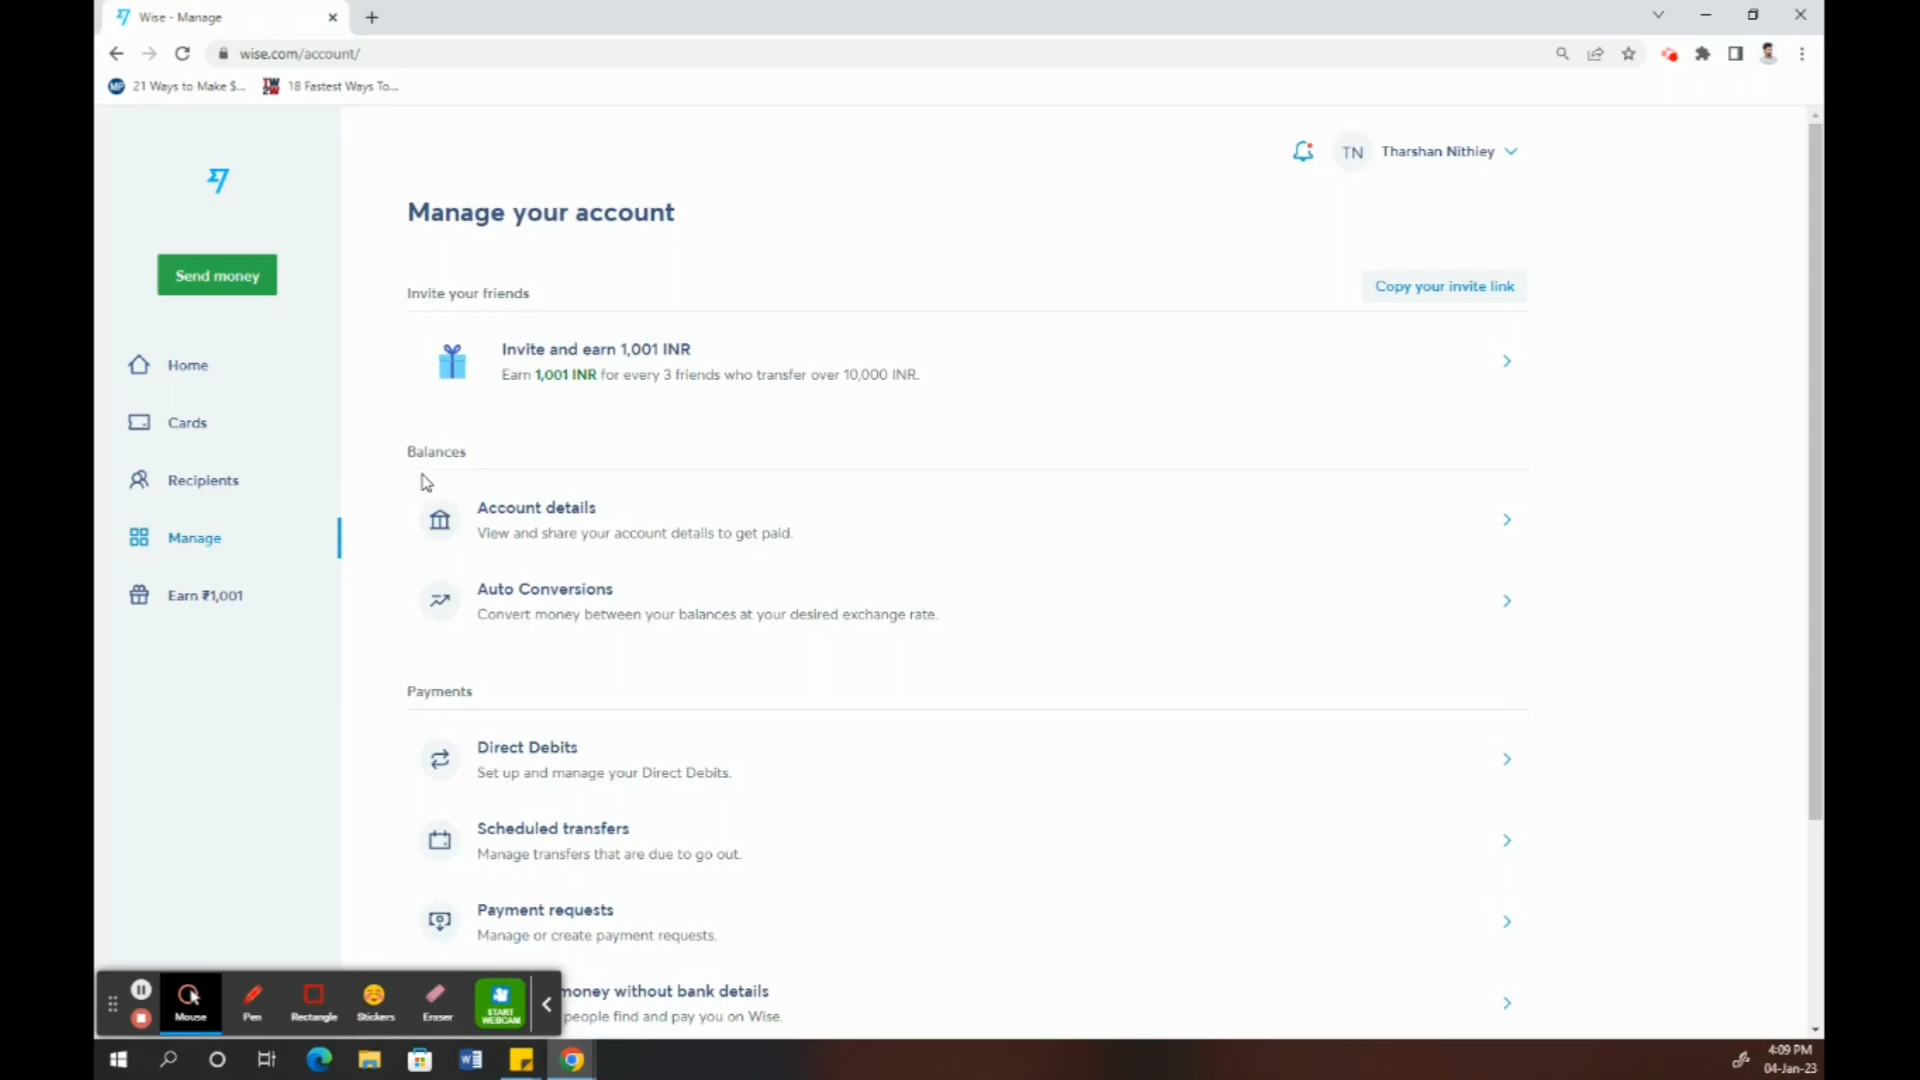 Wise - Manage
wise.com/account/
21 Ways to Make $...
18 Fastest Ways To...
TN
Tharshan Nithiey
Manage your account
Send money
Invite your friends
Copy your invite link
Invite and earn 1,001 INR
Earn 1,001 INR for every 3 friends who transfer over 10,000 INR.
Home
Cards
Recipients
Manage
Earn ₹1,001
Balances
Account details
View and share your account details to get paid.
Auto Conversions
Convert money between your balances at your desired exchange rate.
Payments
Direct Debits
Set up and manage your Direct Debits.
Scheduled transfers
Manage transfers that are due to go out.
Payment requests
Manage or create payment requests.
money without bank details
people find and pay you on Wise.
Mouse
Pen
Rectangle
Stickers
Eraser
START
WEBCAM
4:09 PM
04-Jan-23